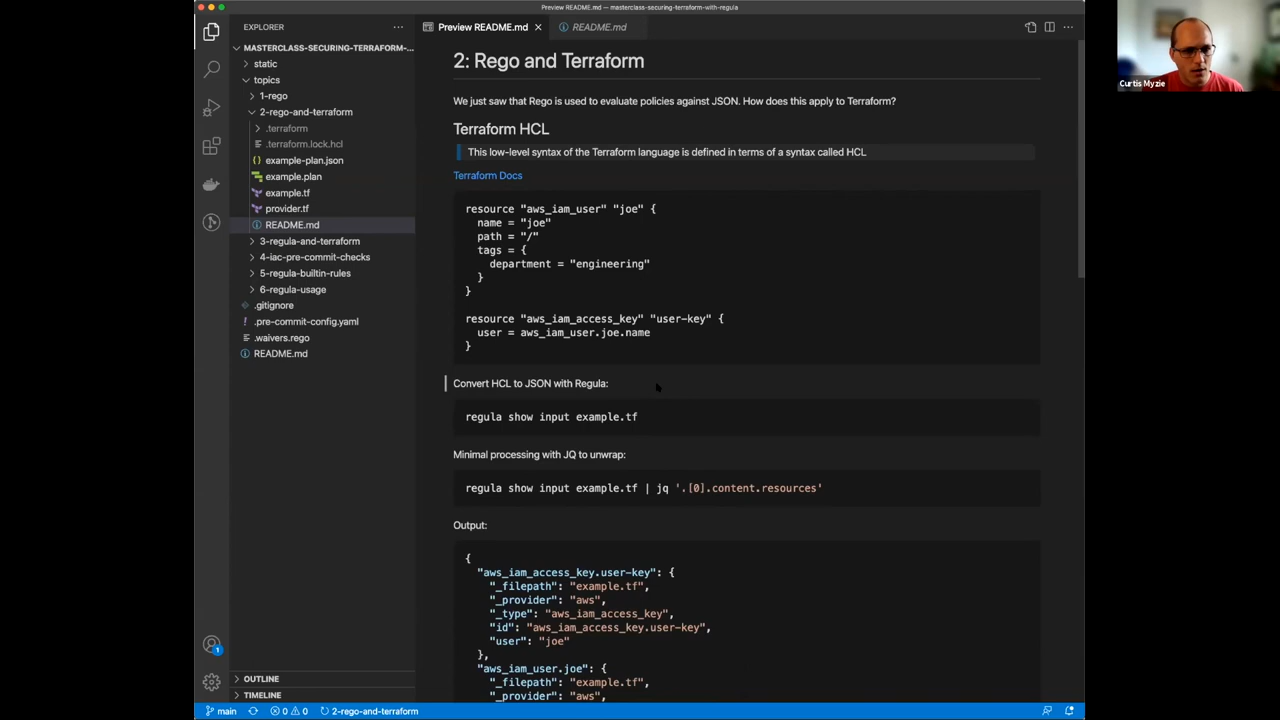 Preview README.md — masterclass-securing-terraform-with-regula
EXPLORER
Preview README.md
README.md
MASTERCLASS-SECURING-TERRAFORM-...
static
topics
1-rego
2-rego-and-terraform
.terraform
.terraform.lock.hcl
example-plan.json
example.plan
example.tf
provider.tf
README.md
3-regula-and-terraform
4-iac-pre-commit-checks
5-regula-builtin-rules
6-regula-usage
.gitignore
.pre-commit-config.yaml
.waivers.rego
README.md
OUTLINE
TIMELINE
2: Rego and Terraform
We just saw that Rego is used to evaluate policies against JSON. How does this apply to Terraform?
Terraform HCL
This low-level syntax of the Terraform language is defined in terms of a syntax called HCL
Terraform Docs
resource "aws_iam_user" "joe" {
name = "joe"
path = "/"
tags = {
department = "engineering"
}
}
resource "aws_iam_access_key" "user-key" {
user = aws_iam_user.joe.name
}
Convert HCL to JSON with Regula:
regula show input example.tf
Minimal processing with JQ to unwrap:
regula show input example.tf | jq '.[0].content.resources'
Output:
{
"aws_iam_access_key.user-key": {
"_filepath": "example.tf",
"_provider": "aws",
"_type": "aws_iam_access_key",
"id": "aws_iam_access_key.user-key",
"user": "joe"
},
"aws_iam_user.joe": {
"_filepath": "example.tf",
"_provider": "aws",
1
main
0
0
2-rego-and-terraform
Curtis Myzie